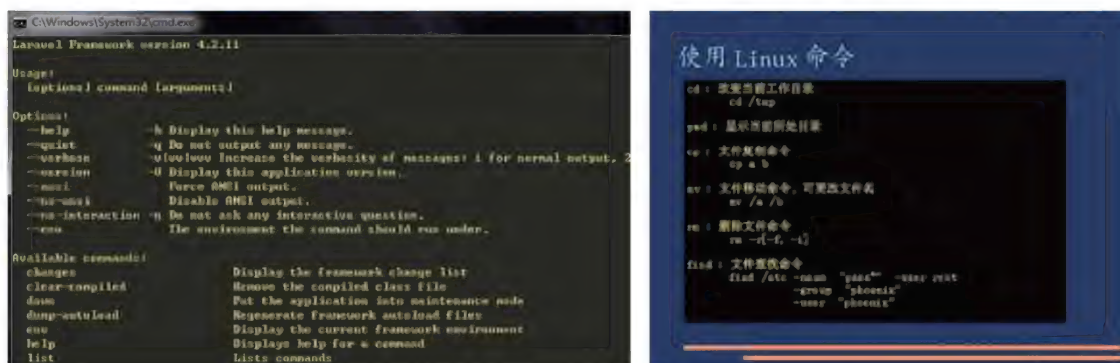 C:\Windows\System32\cmd.exe
Laravel Framework version 4.2.11
Usage:
[options] command [arguments]
Options:
--help -h Display this help message.
--quiet -q Do not output any message.
--verbose -v|vv|vvv Increase the verbosity of messages: 1 for normal output, 2
--version -V Display this application version.
--ansi Force ANSI output.
--no-ansi Disable ANSI output.
--no-interaction -n Do not ask any interactive question.
--env The environment the command should run under.
Available commands:
changes Display the framework change list
clear-compiled Remove the compiled class file
down Put the application into maintenance mode
dump-autoload Regenerate framework autoload files
env Display the current framework environment
help Displays help for a command
list Lists commands
使用 Linux 命令
cd : 改变当前工作目录
cd /tmp
pwd : 显示当前所处目录
cp : 文件复制命令
cp a b
mv : 文件移动命令，可更改文件名
mv /a /b
rm : 删除文件命令
rm -r[-f, -i]
find : 文件查找命令
find /etc -name "pass*" -user root
-group "phoenix"
-user "phoenix"